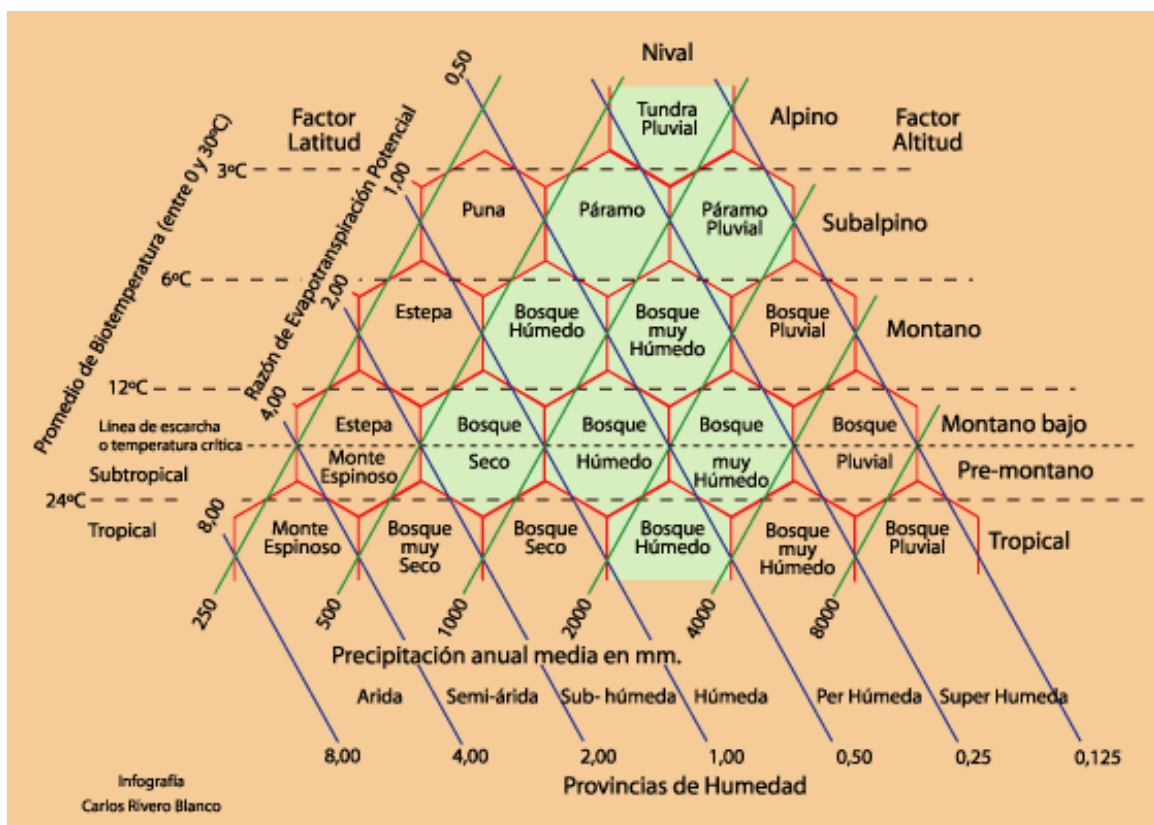 Nival
0,50
Factor
Latitud
Tundra
Pluvial
Alpino
Factor
Altitud
Promedio de Biotemperatura (entre 0 y 30ºC)
Razón de Evapotranspiración Potencial
3ºC
1,00
Puna
Páramo
Páramo
Pluvial
Subalpino
6ºC
2,00
Estepa
Bosque
Húmedo
Bosque
muy
Húmedo
Bosque
Pluvial
Montano
12ºC
4,00
Línea de escarcha
o temperatura crítica
Estepa
Bosque
Bosque
Bosque
Bosque
Montano bajo
Subtropical
Monte
Espinoso
Seco
Húmedo
muy
Húmedo
Pluvial
Pre-montano
24ºC
8,00
Tropical
Monte
Espinoso
Bosque
muy
Seco
Bosque
Seco
Bosque
Húmedo
Bosque
muy
Húmedo
Bosque
Pluvial
Tropical
250
500
1000
2000
4000
8000
Precipitación anual media en mm.
Arida
Semi-árida
Sub- húmeda
Húmeda
Per Húmeda
Super Humeda
8,00
4,00
2,00
1,00
0,50
0,25
0,125
Provincias de Humedad
Infografía
Carlos Rivero Blanco